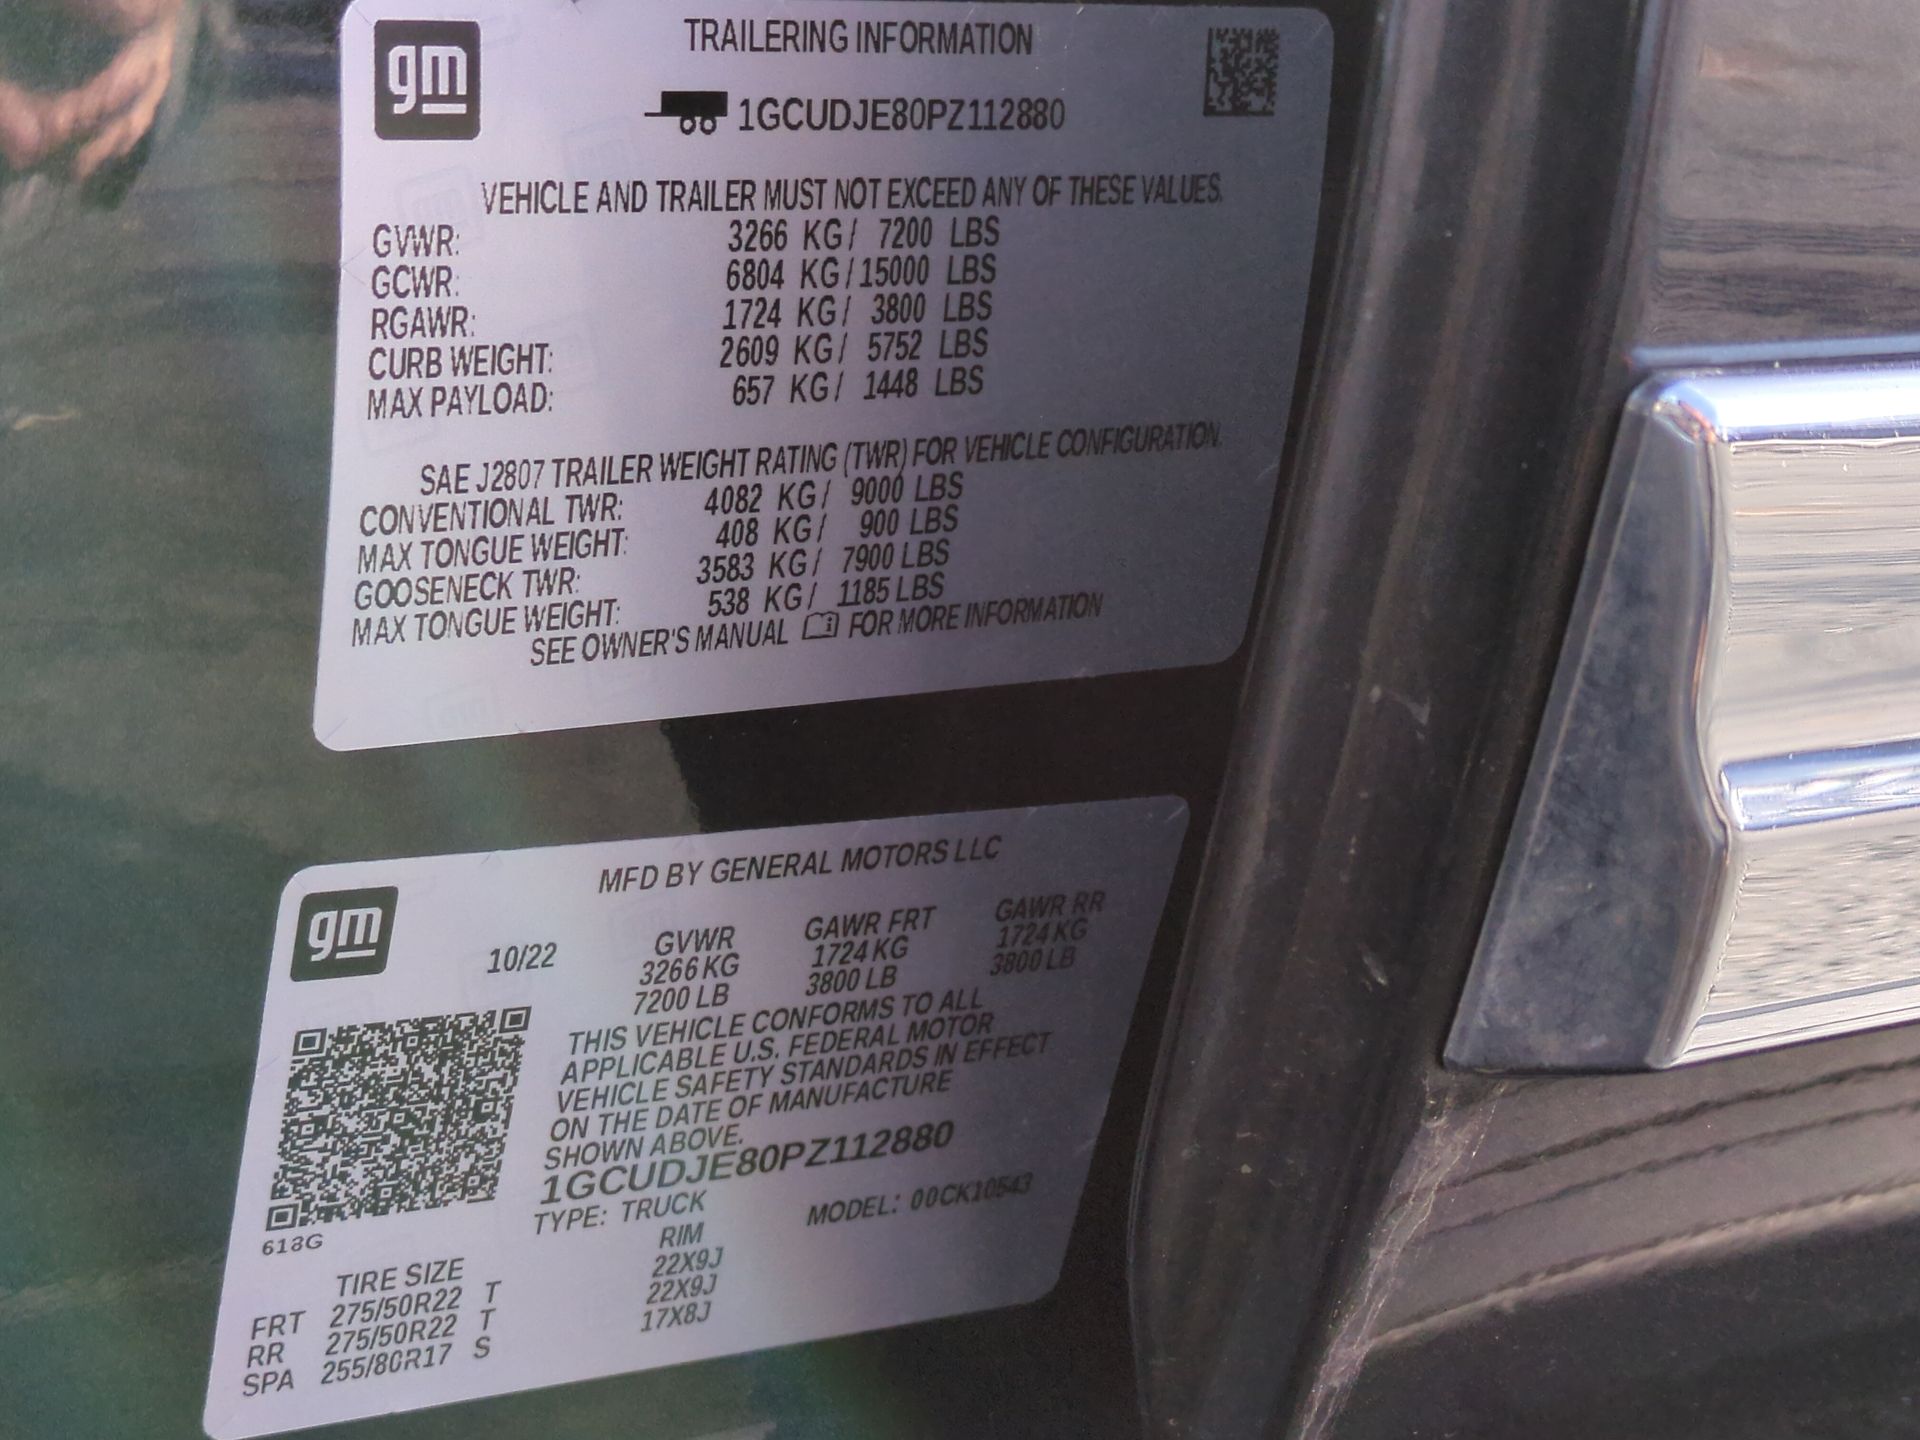 gm
TRAILERING INFORMATION
1GCUDJE80PZ112880
VEHICLE AND TRAILER MUST NOT EXCEED ANY OF THESE VALUES.
GVWR: 3266 KG/ 7200 LBS
GCWR: 6804 KG/15000 LBS
RGAWR: 1724 KG/ 3800 LBS
CURB WEIGHT: 2609 KG/ 5752 LBS
MAX PAYLOAD: 657 KG/ 1448 LBS
SAE J2807 TRAILER WEIGHT RATING (TWR) FOR VEHICLE CONFIGURATION.
CONVENTIONAL TWR: 4082 KG/ 9000 LBS
MAX TONGUE WEIGHT: 408 KG/ 900 LBS
GOOSENECK TWR: 3583 KG/ 7900 LBS
MAX TONGUE WEIGHT: 538 KG/ 1185 LBS
SEE OWNER'S MANUAL FOR MORE INFORMATION
gm
MFD BY GENERAL MOTORS LLC
10/22 GVWR GAWR FRT GAWR RR
3266 KG 1724 KG 1724 KG
7200 LB 3800 LB 3800 LB
THIS VEHICLE CONFORMS TO ALL
APPLICABLE U.S. FEDERAL MOTOR
VEHICLE SAFETY STANDARDS IN EFFECT
ON THE DATE OF MANUFACTURE
SHOWN ABOVE.
1GCUDJE80PZ112880
TYPE: TRUCK MODEL: 00CK10543
618G
TIRE SIZE RIM
FRT 275/50R22 T 22X9J
RR 275/50R22 T 22X9J
SPA 255/80R17 S 17X8J